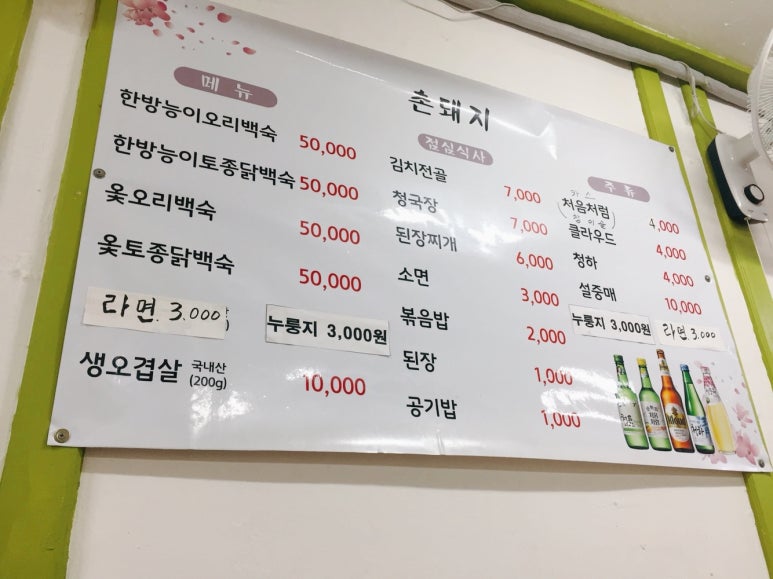 촌돼지
메뉴
한방능이오리백숙 50,000
한방능이토종닭백숙 50,000
옻오리백숙 50,000
옻토종닭백숙 50,000
라면 3.000
누룽지 3,000원
생오겹살 국내산 (200g) 10,000
점심식사
김치전골 7,000
청국장 7,000
된장찌개 6,000
소면 3,000
볶음밥 2,000
된장 1,000
공기밥 1,000
주류
카스
처음처럼 4,000
참이슬
클라우드 4,000
청하 4,000
설중매 10,000
누룽지 3,000원
라면 3.000